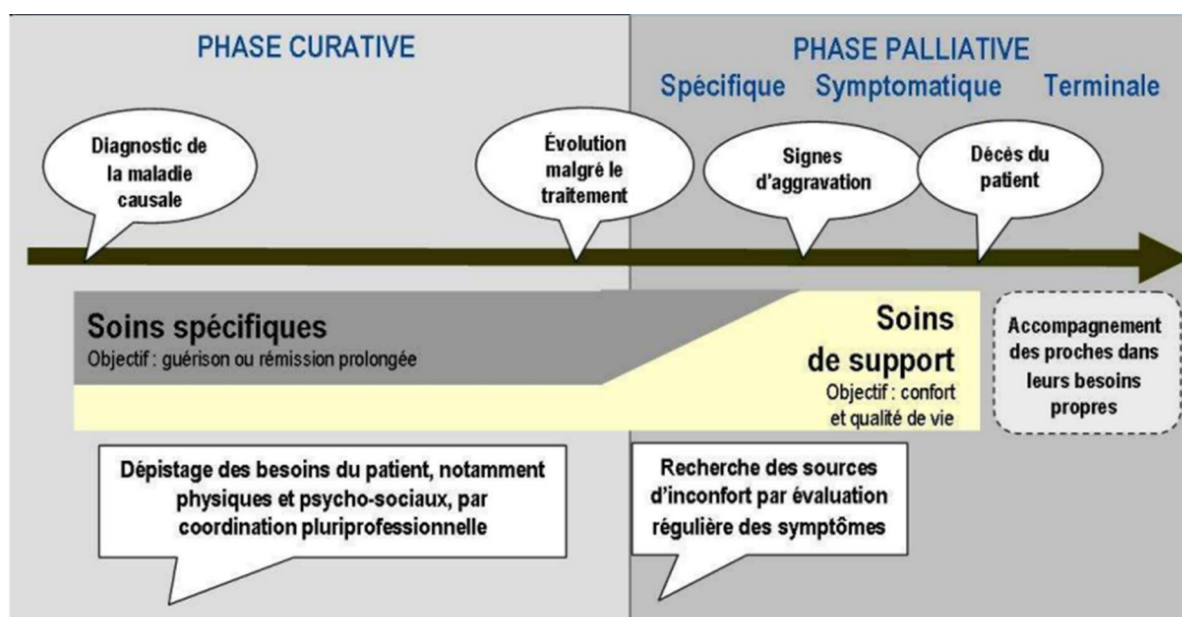 PHASE CURATIVE
PHASE PALLIATIVE
Spécifique Symptomatique Terminale
Diagnostic de
la maladie
causale
Évolution
malgré le
traitement
Signes
d'aggravation
Décès du
patient
Soins spécifiques
Objectif : guérison ou rémission prolongée
Soins
de support
Objectif : confort
et qualité de vie
Accompagnement
des proches dans
leurs besoins
propres
Dépistage des besoins du patient, notamment
physiques et psycho-sociaux, par
coordination pluriprofessionnelle
Recherche des sources
d'inconfort par évaluation
régulière des symptômes